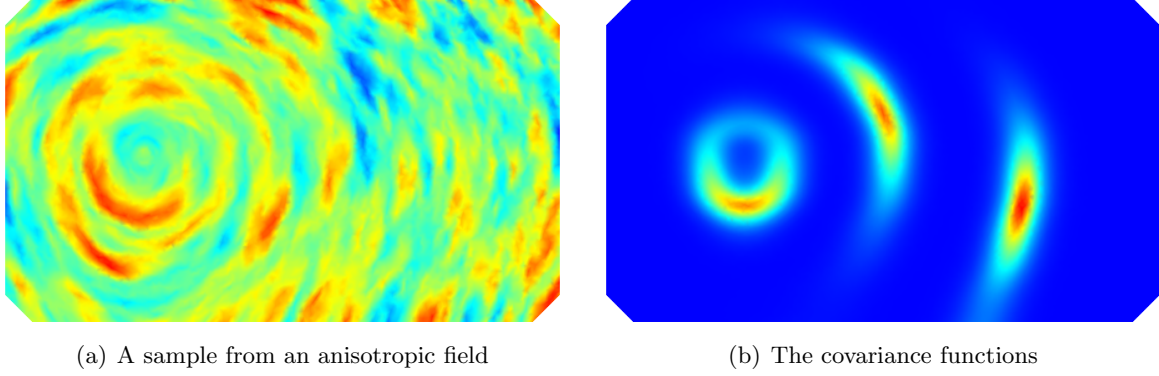 (a) A sample from an anisotropic field
(b) The covariance functions